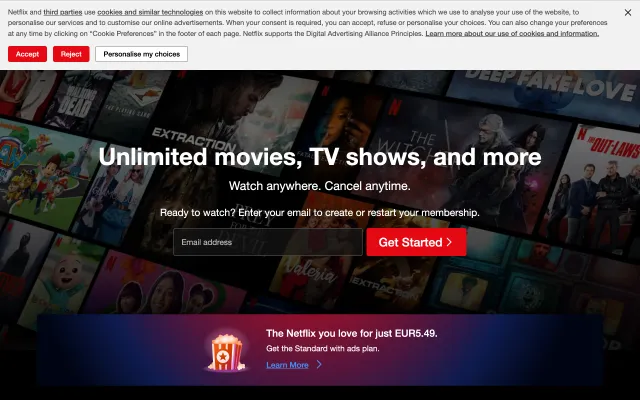 Netflix and third parties use cookies and similar technologies on this website to collect information about your browsing activities which we use to analyse your use of the website, to
personalise our services and to customise our online advertisements. When your consent is required, you can accept, refuse or personalise your choices. You can also change your preferences
at any time by clicking on “Cookie Preferences” in the footer of each page. Netflix supports the Digital Advertising Alliance Principles. Learn more about our use of cookies and information.
Accept
Reject
Personalise my choices
DEEP FAKE LOVE
THE WALKING DEAD
EXTRACTION
THE WITCHER
THE OUT-LAWS
Unlimited movies, TV shows, and more
Watch anywhere. Cancel anytime.
Ready to watch? Enter your email to create or restart your membership.
Email address
Get Started
Valeria
EXTRACTION
The Netflix you love for just EUR5.49.
Get the Standard with ads plan.
Learn More